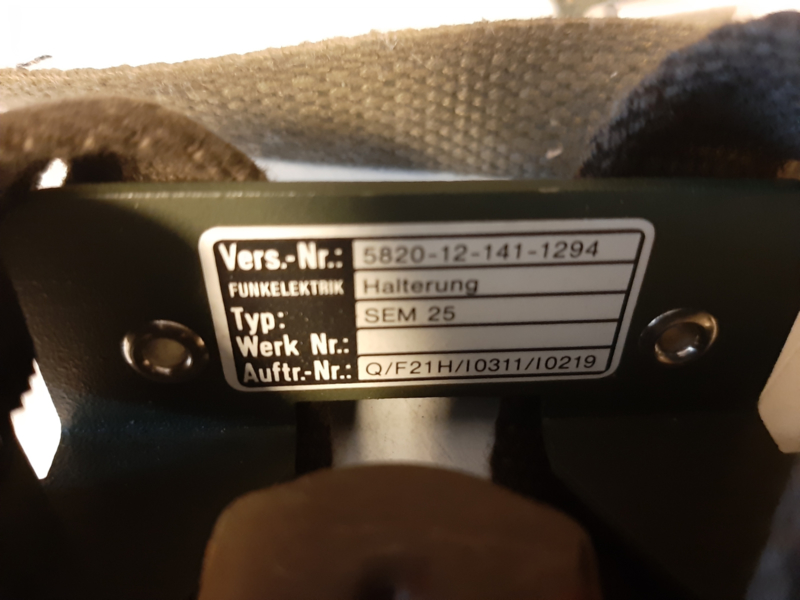 Vers.-Nr.: 5820-12-141-1294
FUNKELEKTRIK Halterung
Typ: SEM 25
Werk Nr.:
Auftr.-Nr.: Q/F21H/I0311/I0219